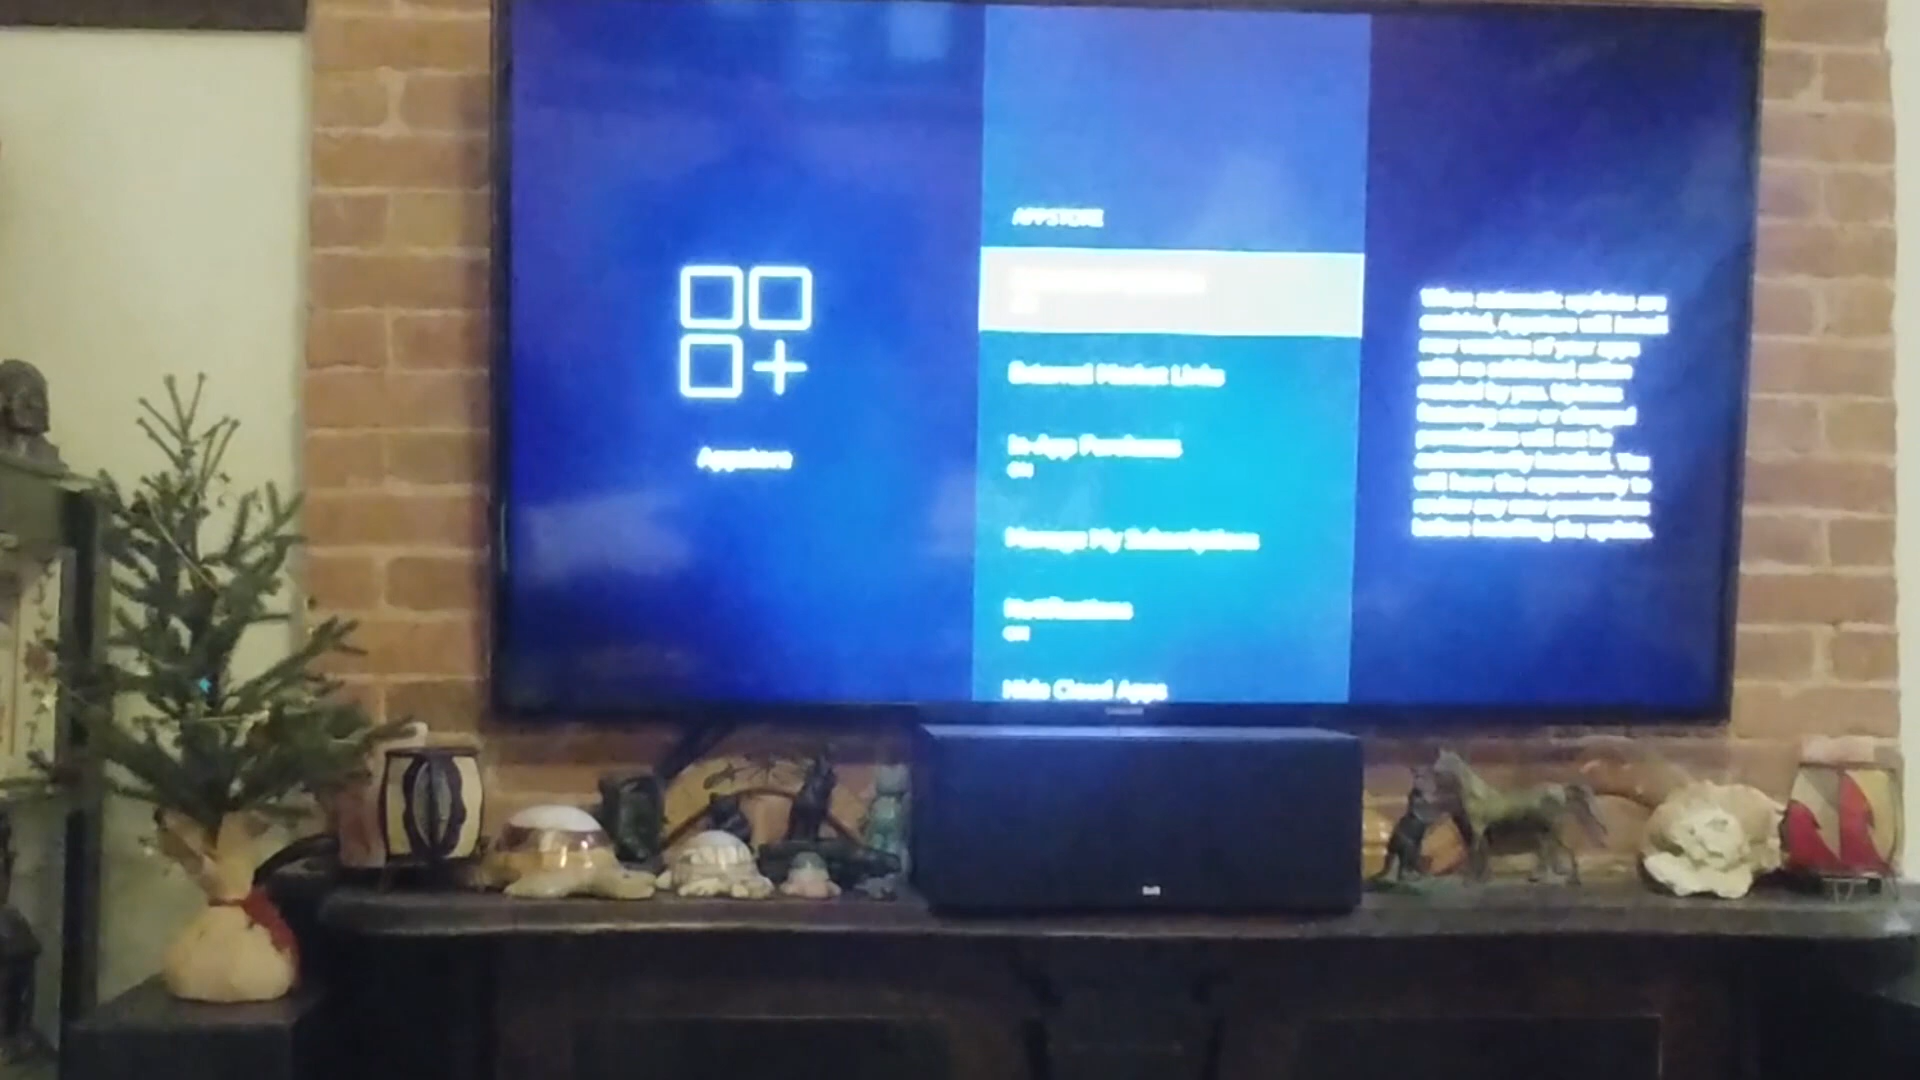 APPSTORE
External Market Links
In-App Purchases
ON
Manage My Subscriptions
Notifications
ON
Hide Cloud Apps
Appstore
When automatic updates are
enabled, Appstore will install
new versions of your apps
with no additional action
needed by you. Updates
featuring new or changed
permissions will not be
automatically installed. You
will have the opportunity to
review any new permissions
before installing the update.